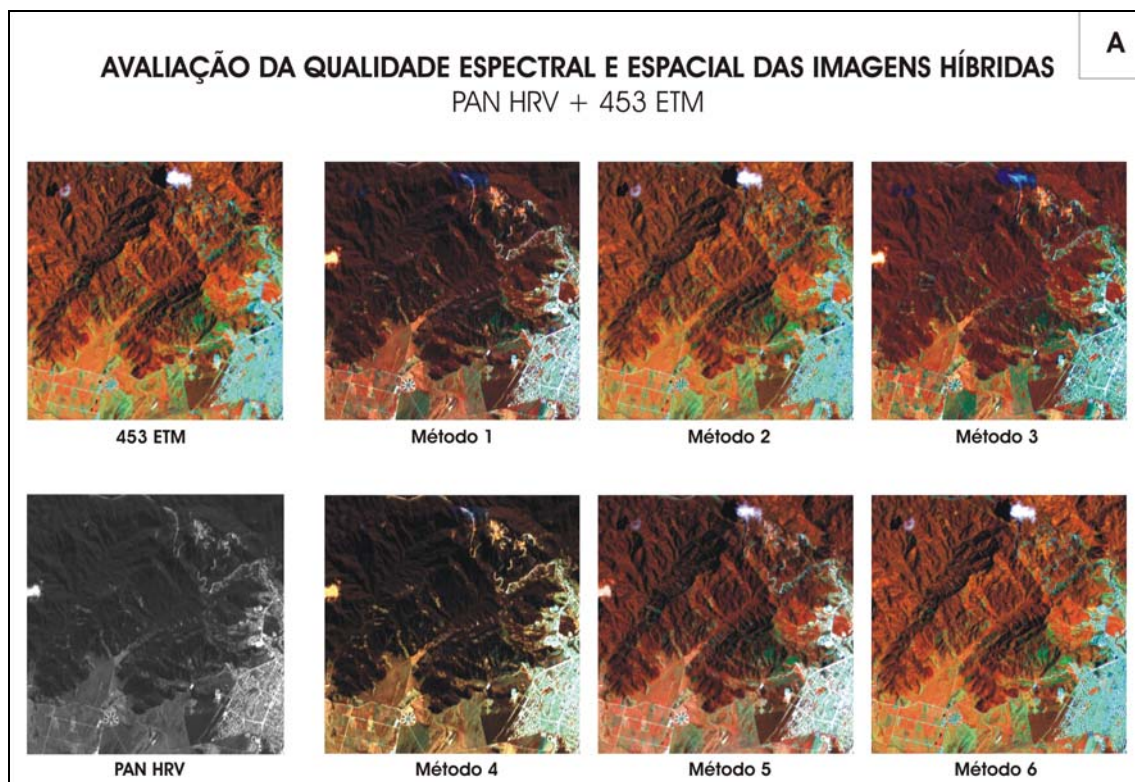 A
AVALIAÇÃO DA QUALIDADE ESPECTRAL E ESPACIAL DAS IMAGENS HÍBRIDAS
PAN HRV + 453 ETM
453 ETM
Método 1
Método 2
Método 3
PAN HRV
Método 4
Método 5
Método 6